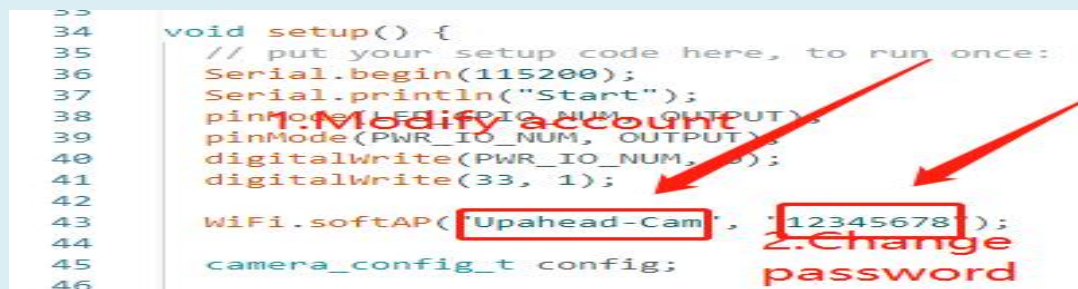 34 void setup() {
35 // put your setup code here, to run once:
36 Serial.begin(115200);
37 Serial.println("Start");
38 pinMode(LED_GPIO_NUM, OUTPUT);
1.Modify account
39 pinMode(PWR_IO_NUM, OUTPUT);
40 digitalWrite(PWR_IO_NUM, );
41 digitalWrite(33, 1);
42
43 WiFi.softAP("Upahead-Cam", "12345678");
44
2.Change
45 camera_config_t config;
password
46